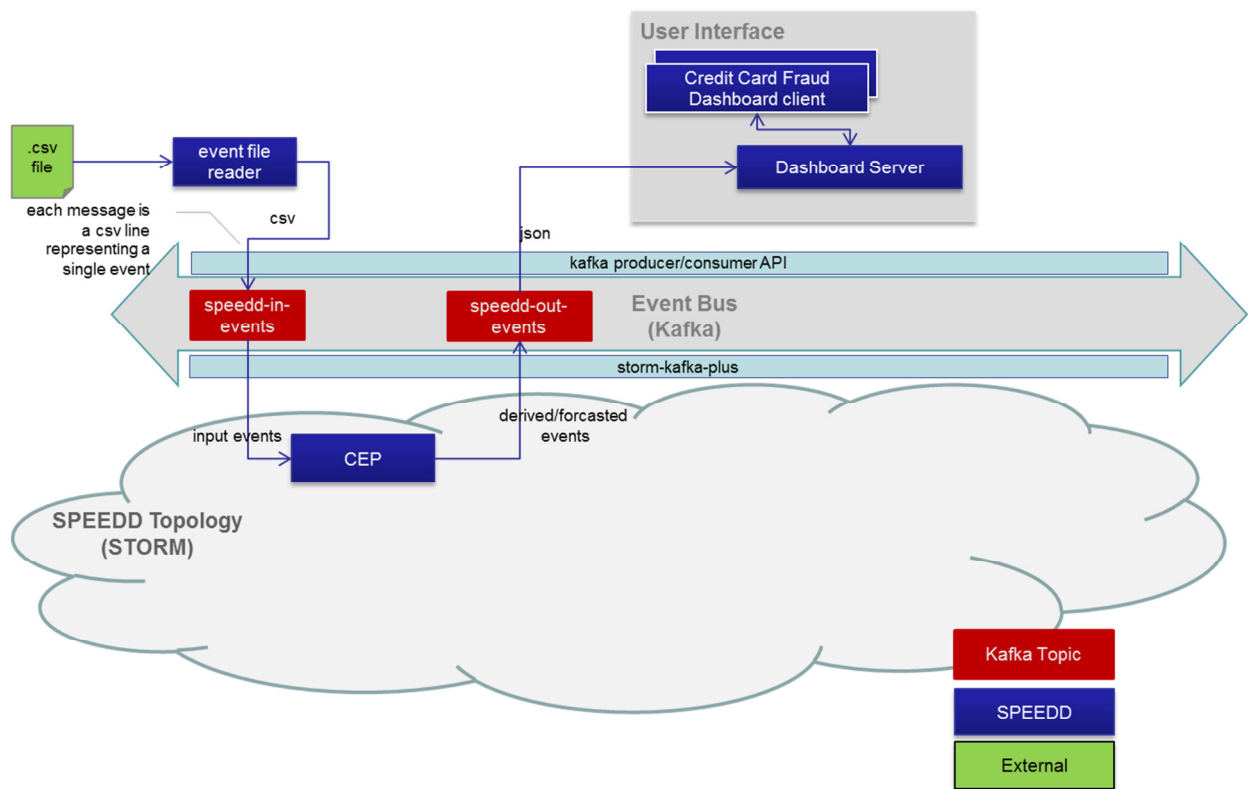 User Interface
Credit Card Fraud
Dashboard client
.csv
file
event file
reader
Dashboard Server
each message is
a csv line
representing a
single event
csv
json
kafka producer/consumer API
speedd-in-
events
speedd-out-
events
Event Bus
(Kafka)
storm-kafka-plus
input events
derived/forcasted
events
CEP
SPEEDD Topology
(STORM)
Kafka Topic
SPEEDD
External